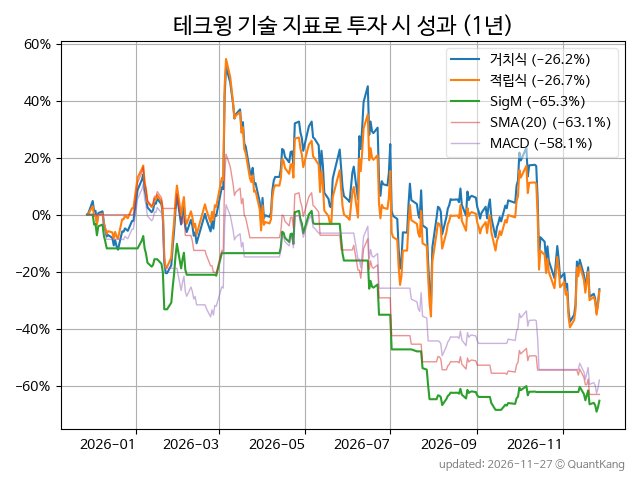 테크윙 기술 지표로 투자 시 성과 (1년)
60%
40%
20%
0%
−20%
−40%
−60%
거치식 (−26.2%)
적립식 (−26.7%)
SigM (−65.3%)
SMA(20) (−63.1%)
MACD (−58.1%)
2026-01 2026-03 2026-05 2026-07 2026-09 2026-11
updated: 2026-11-27 © QuantKang